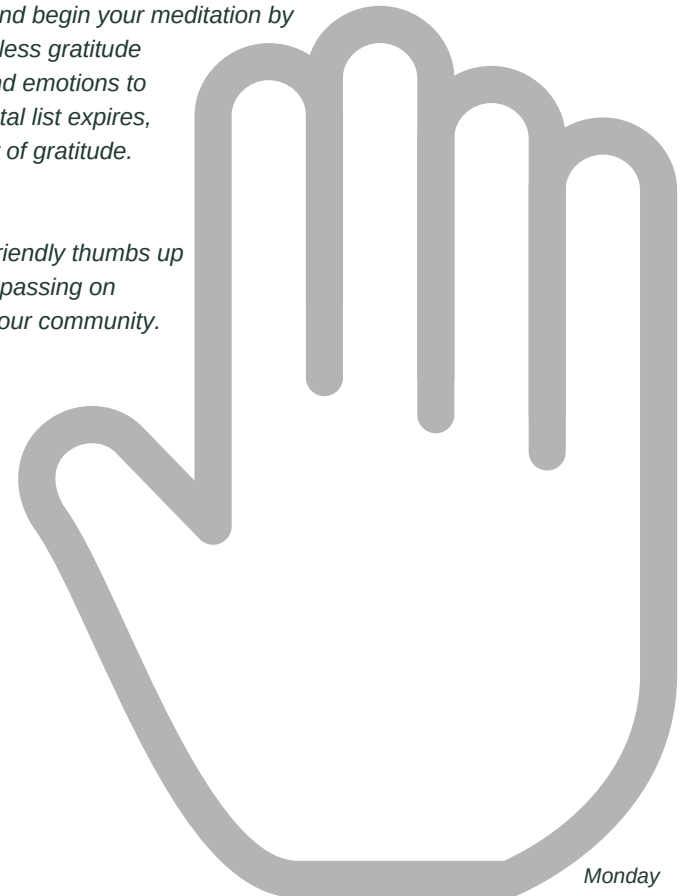 nd begin your meditation by
less gratitude
nd emotions to
tal list expires,
of gratitude.
riendly thumbs up
passing on
our community.
Monday